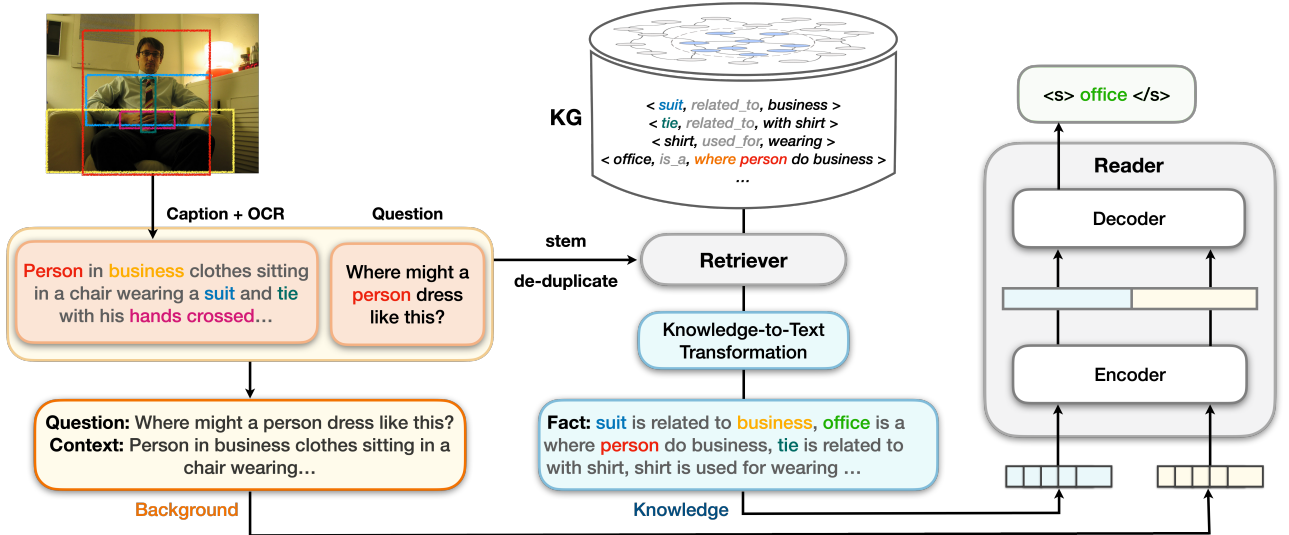 Caption + OCR
Question
Person in business clothes sitting
in a chair wearing a suit and tie
with his hands crossed…
Where might a
person dress
like this?
Question: Where might a person dress like this?
Context: Person in business clothes sitting in a
chair wearing…
Background
stem
de-duplicate
KG
< suit, related_to, business >
< tie, related_to, with shirt >
< shirt, used_for, wearing >
< office, is_a, where person do business >
…
Retriever
Knowledge-to-Text
Transformation
Fact: suit is related to business, office is a
where person do business, tie is related to
with shirt, shirt is used for wearing …
Knowledge
<s> office </s>
Reader
Decoder
Encoder